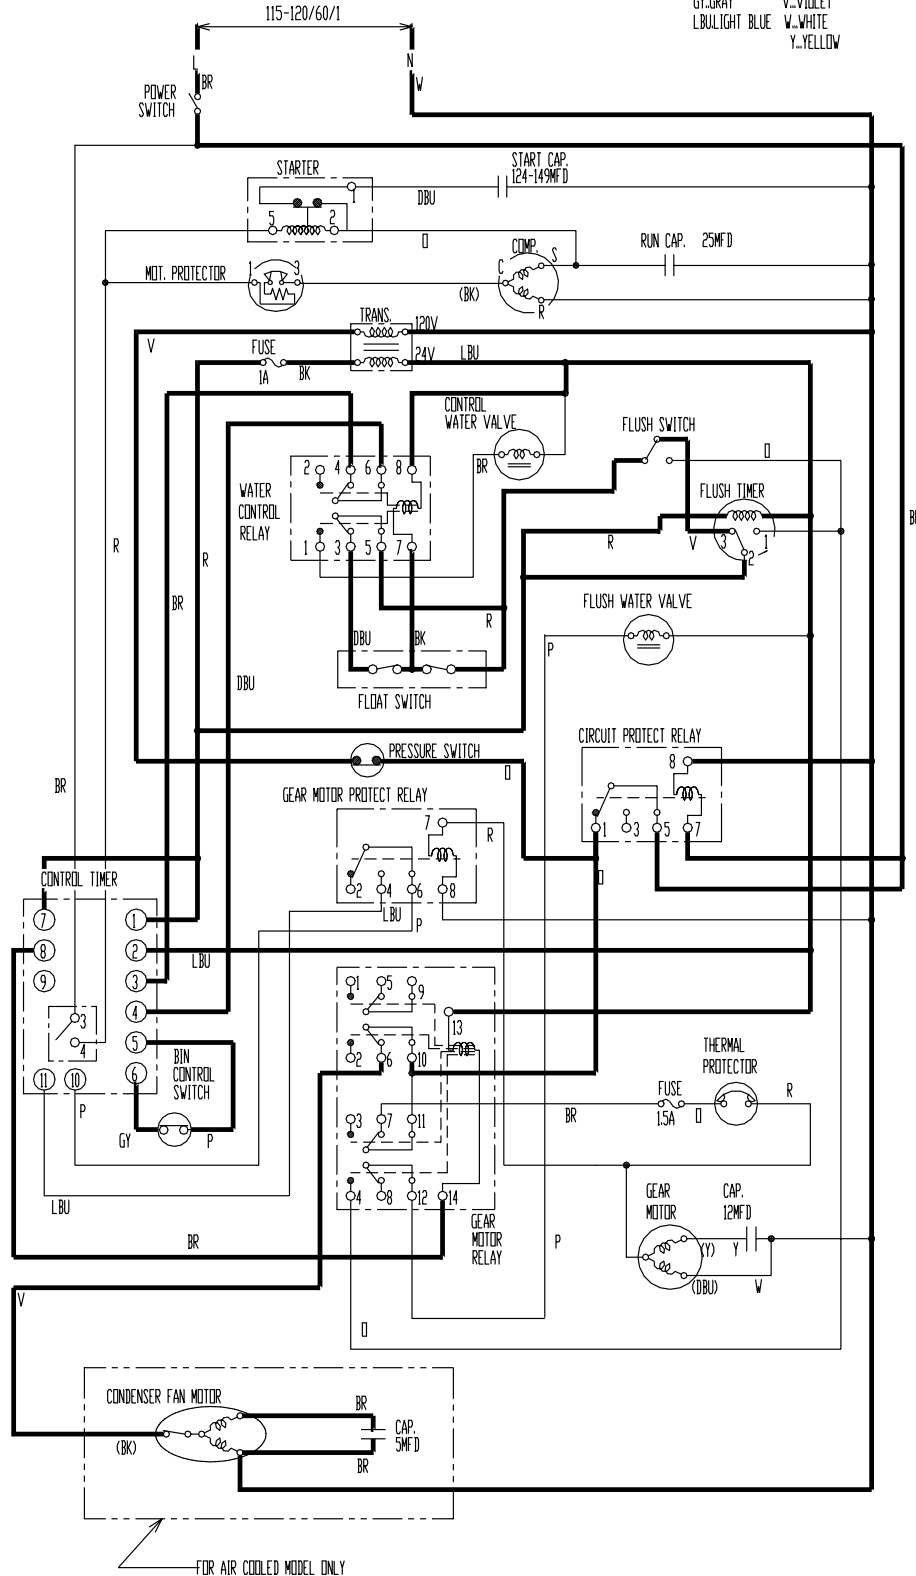 115-120/60/1
GY..GRAY V...VIOLET
LBU.LIGHT BLUE W...WHITE
Y...YELLOW
L
BR
N
W
POWER
SWITCH
STARTER
START CAP.
124-149MFD
1
DBU
5
2
O
RUN CAP. 25MFD
COMP.
S
C
R
MOT. PROTECTOR
1
3
(BK)
TRANS.
120V
V
24V
LBU
FUSE
1A
BK
CONTROL
WATER VALVE
BR
FLUSH SWITCH
O
FLUSH TIMER
3
1
2
R
V
WATER
CONTROL
RELAY
2 4 6 8
1 3 5 7
R
R
BR
DBU
DBU
BK
R
FLOAT SWITCH
FLUSH WATER VALVE
P
PRESSURE SWITCH
O
CIRCUIT PROTECT RELAY
8
1 3 5 7
O
BR
GEAR MOTOR PROTECT RELAY
7
R
2 4 6 8
LBU
P
CONTROL TIMER
7 1
8 2
9 3
4
5
6
3
4
11 10
LBU
BIN
CONTROL
SWITCH
P
GY
P
LBU
1 5 9
13
2 6 10
3 7 11
4 8 12 14
GEAR
MOTOR
RELAY
THERMAL
PROTECTOR
FUSE
1.5A
BR
O
R
GEAR
MOTOR
CAP.
12MFD
(Y) Y
(DBU)
W
BR
P
V
O
CONDENSER FAN MOTOR
BR
CAP.
5MFD
(BK)
BR
FOR AIR COOLED MODEL ONLY